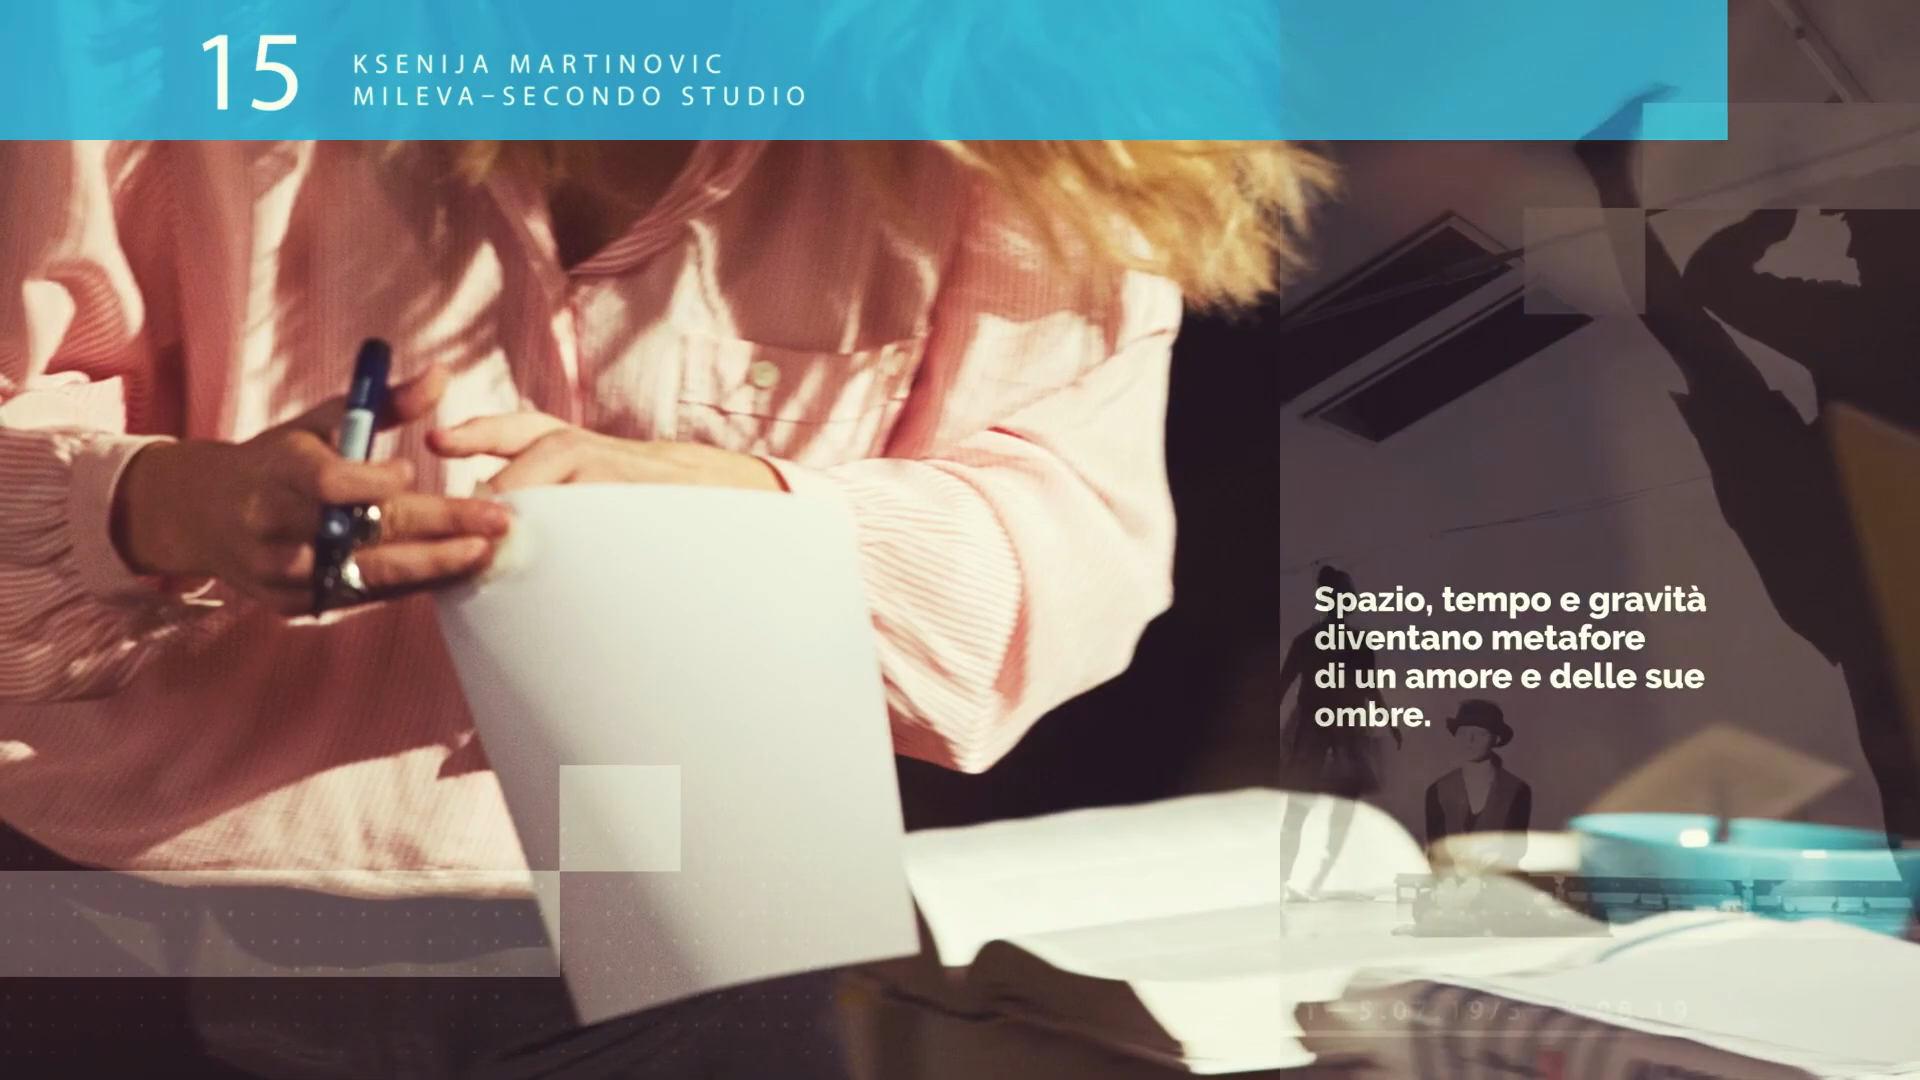 15
KSENIJA MARTINOVIC
MILEVA–SECONDO STUDIO
Spazio, tempo e gravità
diventano metafore
di un amore e delle sue
ombre.